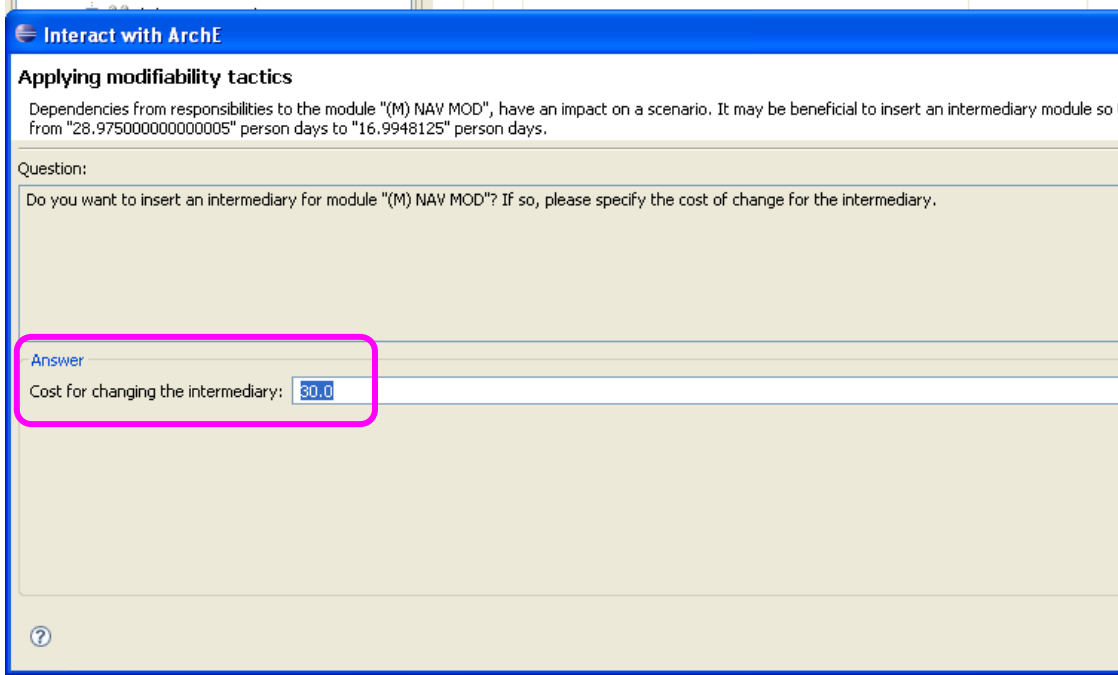 Interact with ArchE
Applying modifiability tactics
Dependencies from responsibilities to the module "(M) NAV MOD", have an impact on a scenario. It may be beneficial to insert an intermediary module so
from "28.975000000000005" person days to "16.9948125" person days.
Question:
Do you want to insert an intermediary for module "(M) NAV MOD"? If so, please specify the cost of change for the intermediary.
Answer
Cost for changing the intermediary: 30.0
?